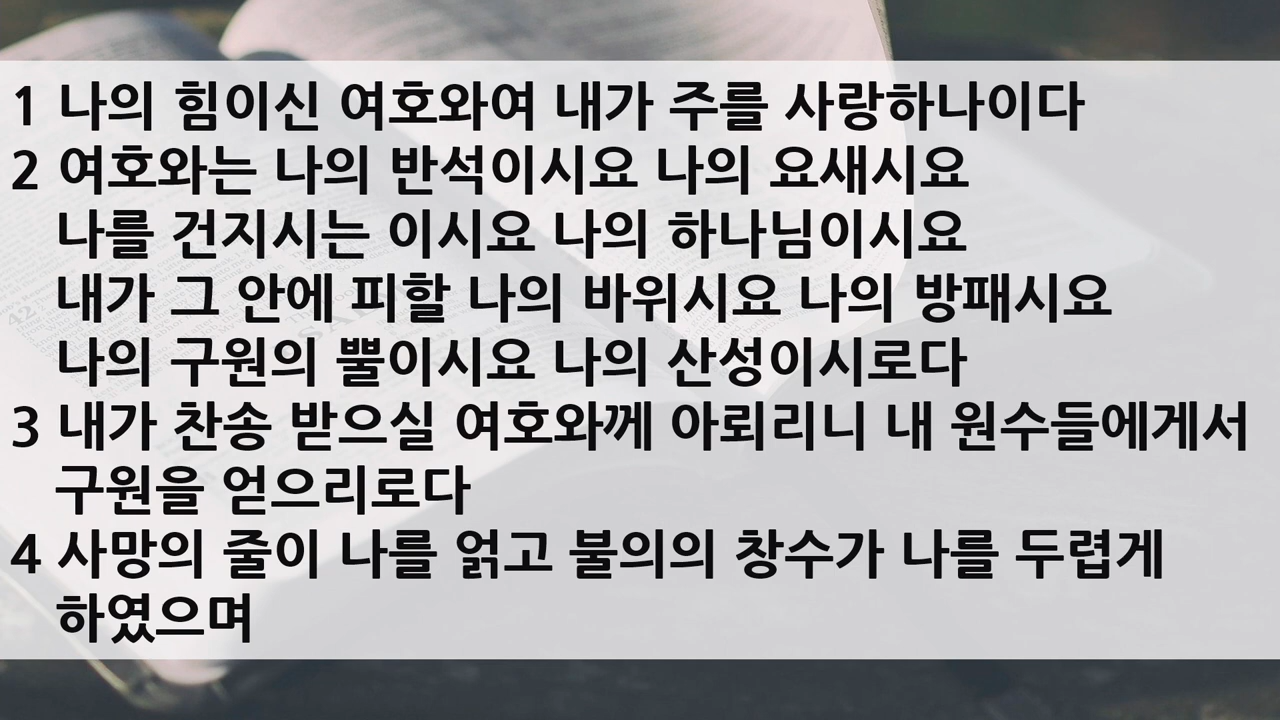 1 나의 힘이신 여호와여 내가 주를 사랑하나이다
2 여호와는 나의 반석이시요 나의 요새시요
나를 건지시는 이시요 나의 하나님이시요
내가 그 안에 피할 나의 바위시요 나의 방패시요
나의 구원의 뿔이시요 나의 산성이시로다
3 내가 찬송 받으실 여호와께 아뢰리니 내 원수들에게서
구원을 얻으리로다
4 사망의 줄이 나를 얽고 불의의 창수가 나를 두렵게
하였으며